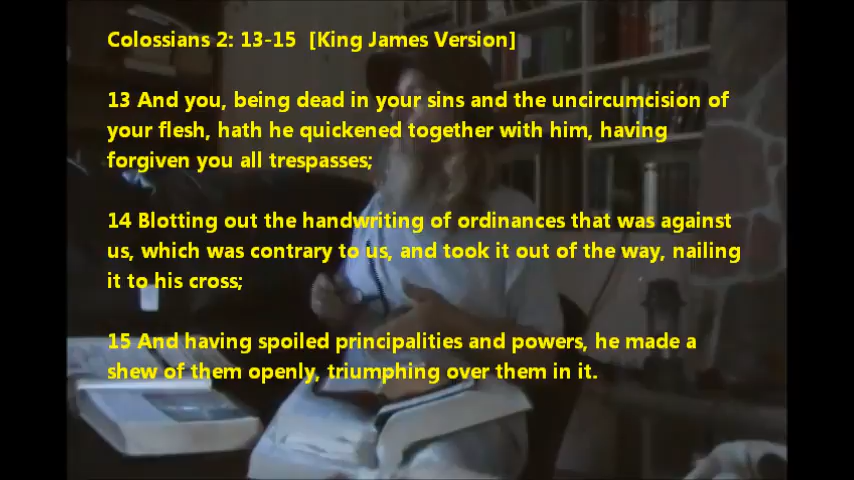 Colossians 2: 13-15 [King James Version]
13 And you, being dead in your sins and the uncircumcision of
your flesh, hath he quickened together with him, having
forgiven you all trespasses;
14 Blotting out the handwriting of ordinances that was against
us, which was contrary to us, and took it out of the way, nailing
it to his cross;
15 And having spoiled principalities and powers, he made a
shew of them openly, triumphing over them in it.